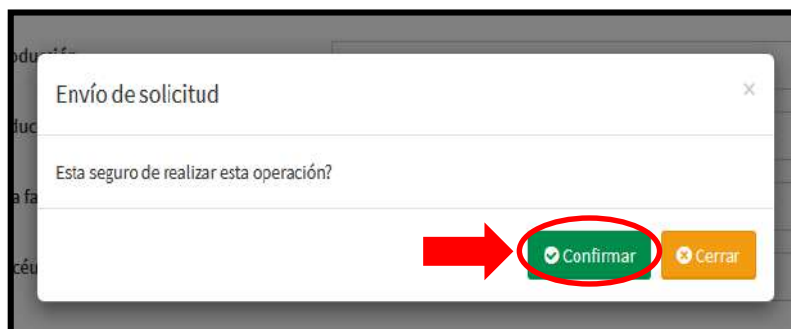 Envío de solicitud
Esta seguro de realizar esta operación?
Confirmar
Cerrar